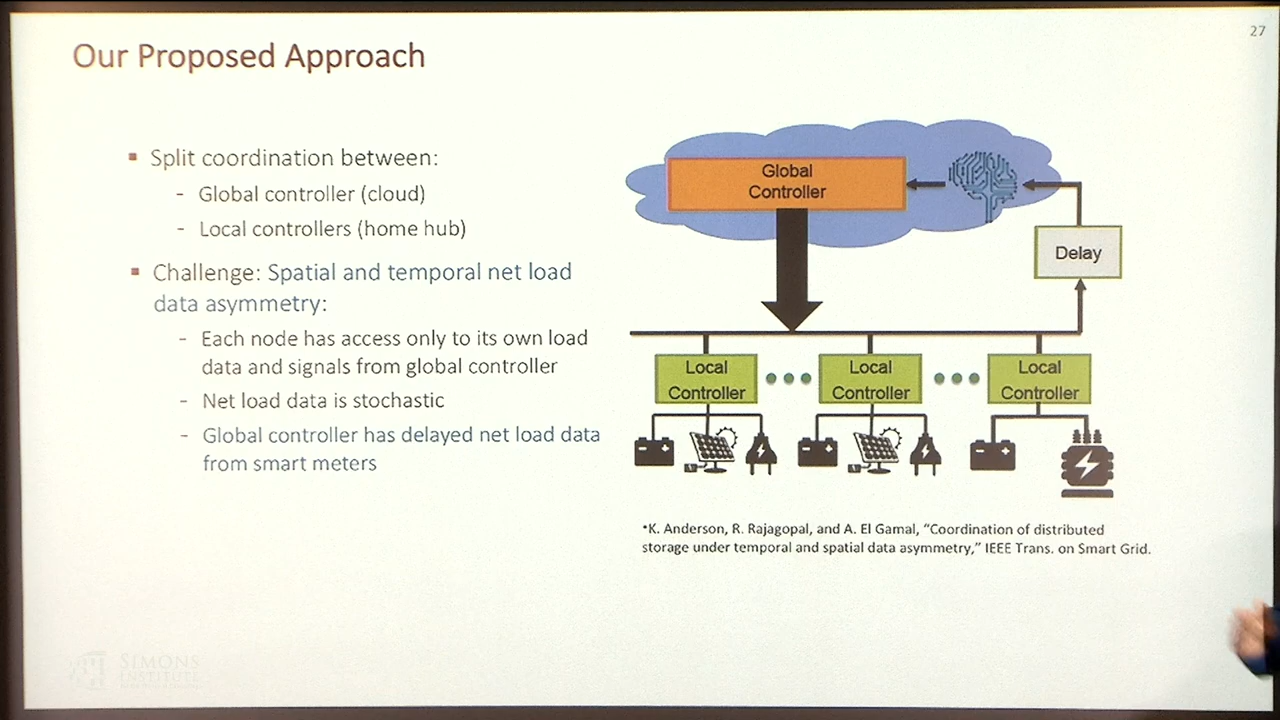 27
Our Proposed Approach
▪ Split coordination between:
- Global controller (cloud)
- Local controllers (home hub)
▪ Challenge: Spatial and temporal net load
data asymmetry:
- Each node has access only to its own load
data and signals from global controller
- Net load data is stochastic
- Global controller has delayed net load data
from smart meters
Global
Controller
Delay
Local
Controller
Local
Controller
Local
Controller
*K. Anderson, R. Rajagopal, and A. El Gamal, “Coordination of distributed
storage under temporal and spatial data asymmetry,” IEEE Trans. on Smart Grid.
SIMONS
INSTITUTE